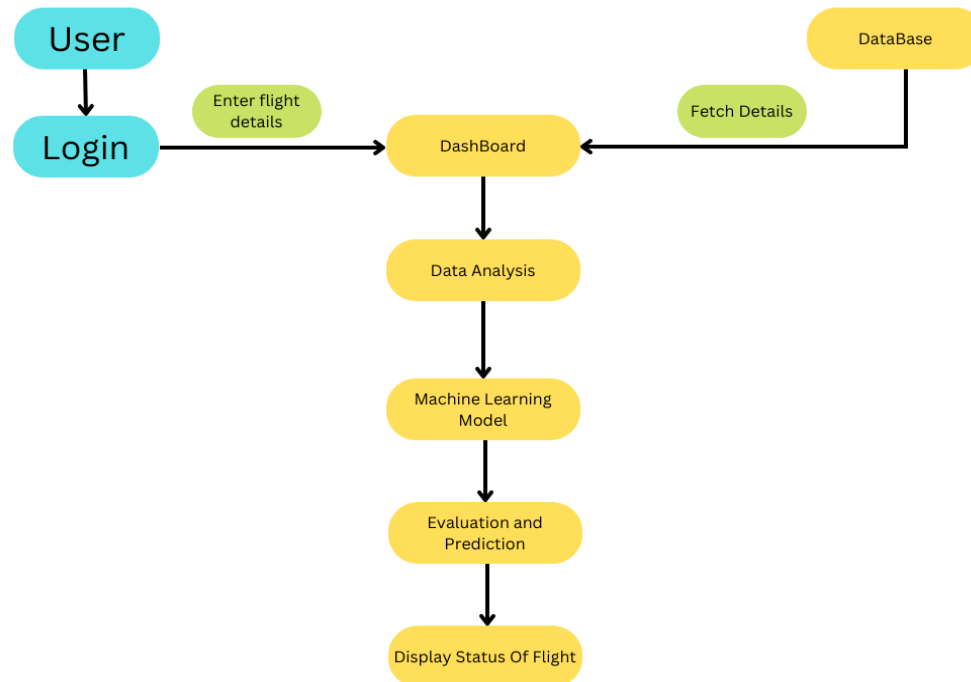 User
DataBase
Enter flight
details
Fetch Details
Login
DashBoard
Data Analysis
Machine Learning
Model
Evaluation and
Prediction
Display Status Of Flight